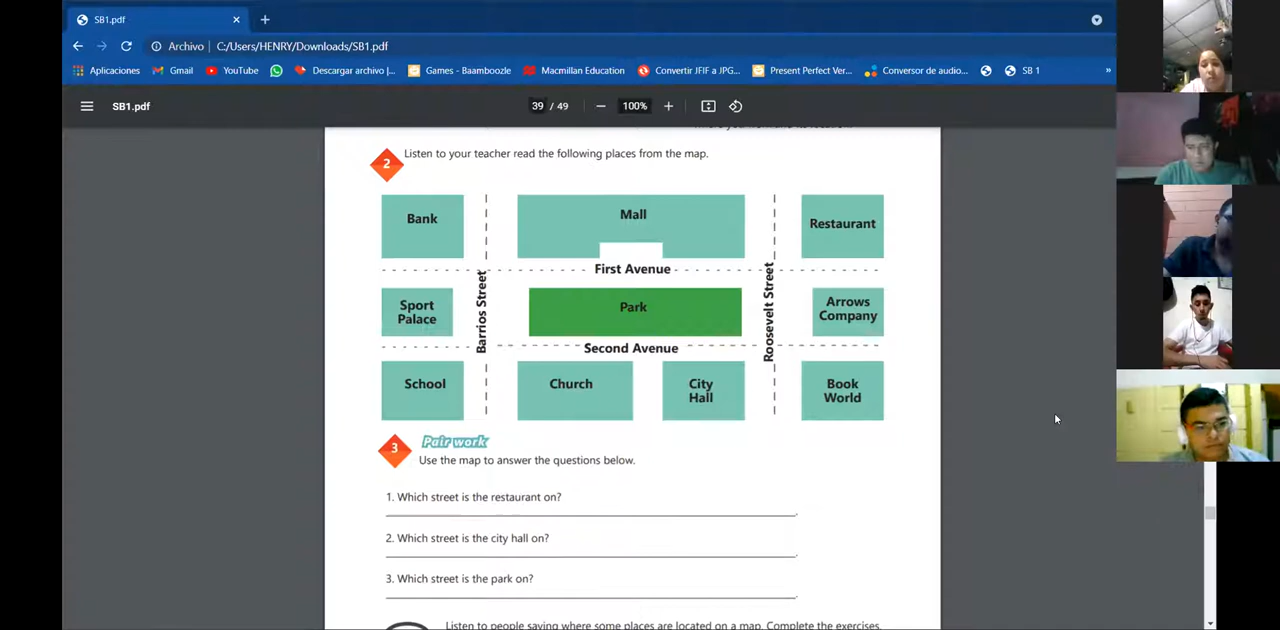 SB1.pdf
Archivo C:/Users/HENRY/Downloads/SB1.pdf
Aplicaciones Gmail YouTube Descargar archivo |... Games - Baamboozle Macmillan Education Convertir JFIF a JPG... Present Perfect Ver... Conversor de audio... SB 1 »
SB1.pdf 39 / 49 100%
2 Listen to your teacher read the following places from the map.
Bank Mall Restaurant
First Avenue
Sport Palace
Barrios Street
Park
Roosevelt Street
Arrows Company
Second Avenue
School Church City Hall Book World
3 Pair work
Use the map to answer the questions below.
1. Which street is the restaurant on?
2. Which street is the city hall on?
3. Which street is the park on?
Listen to people saying where some places are located on a map. Complete the exercises.